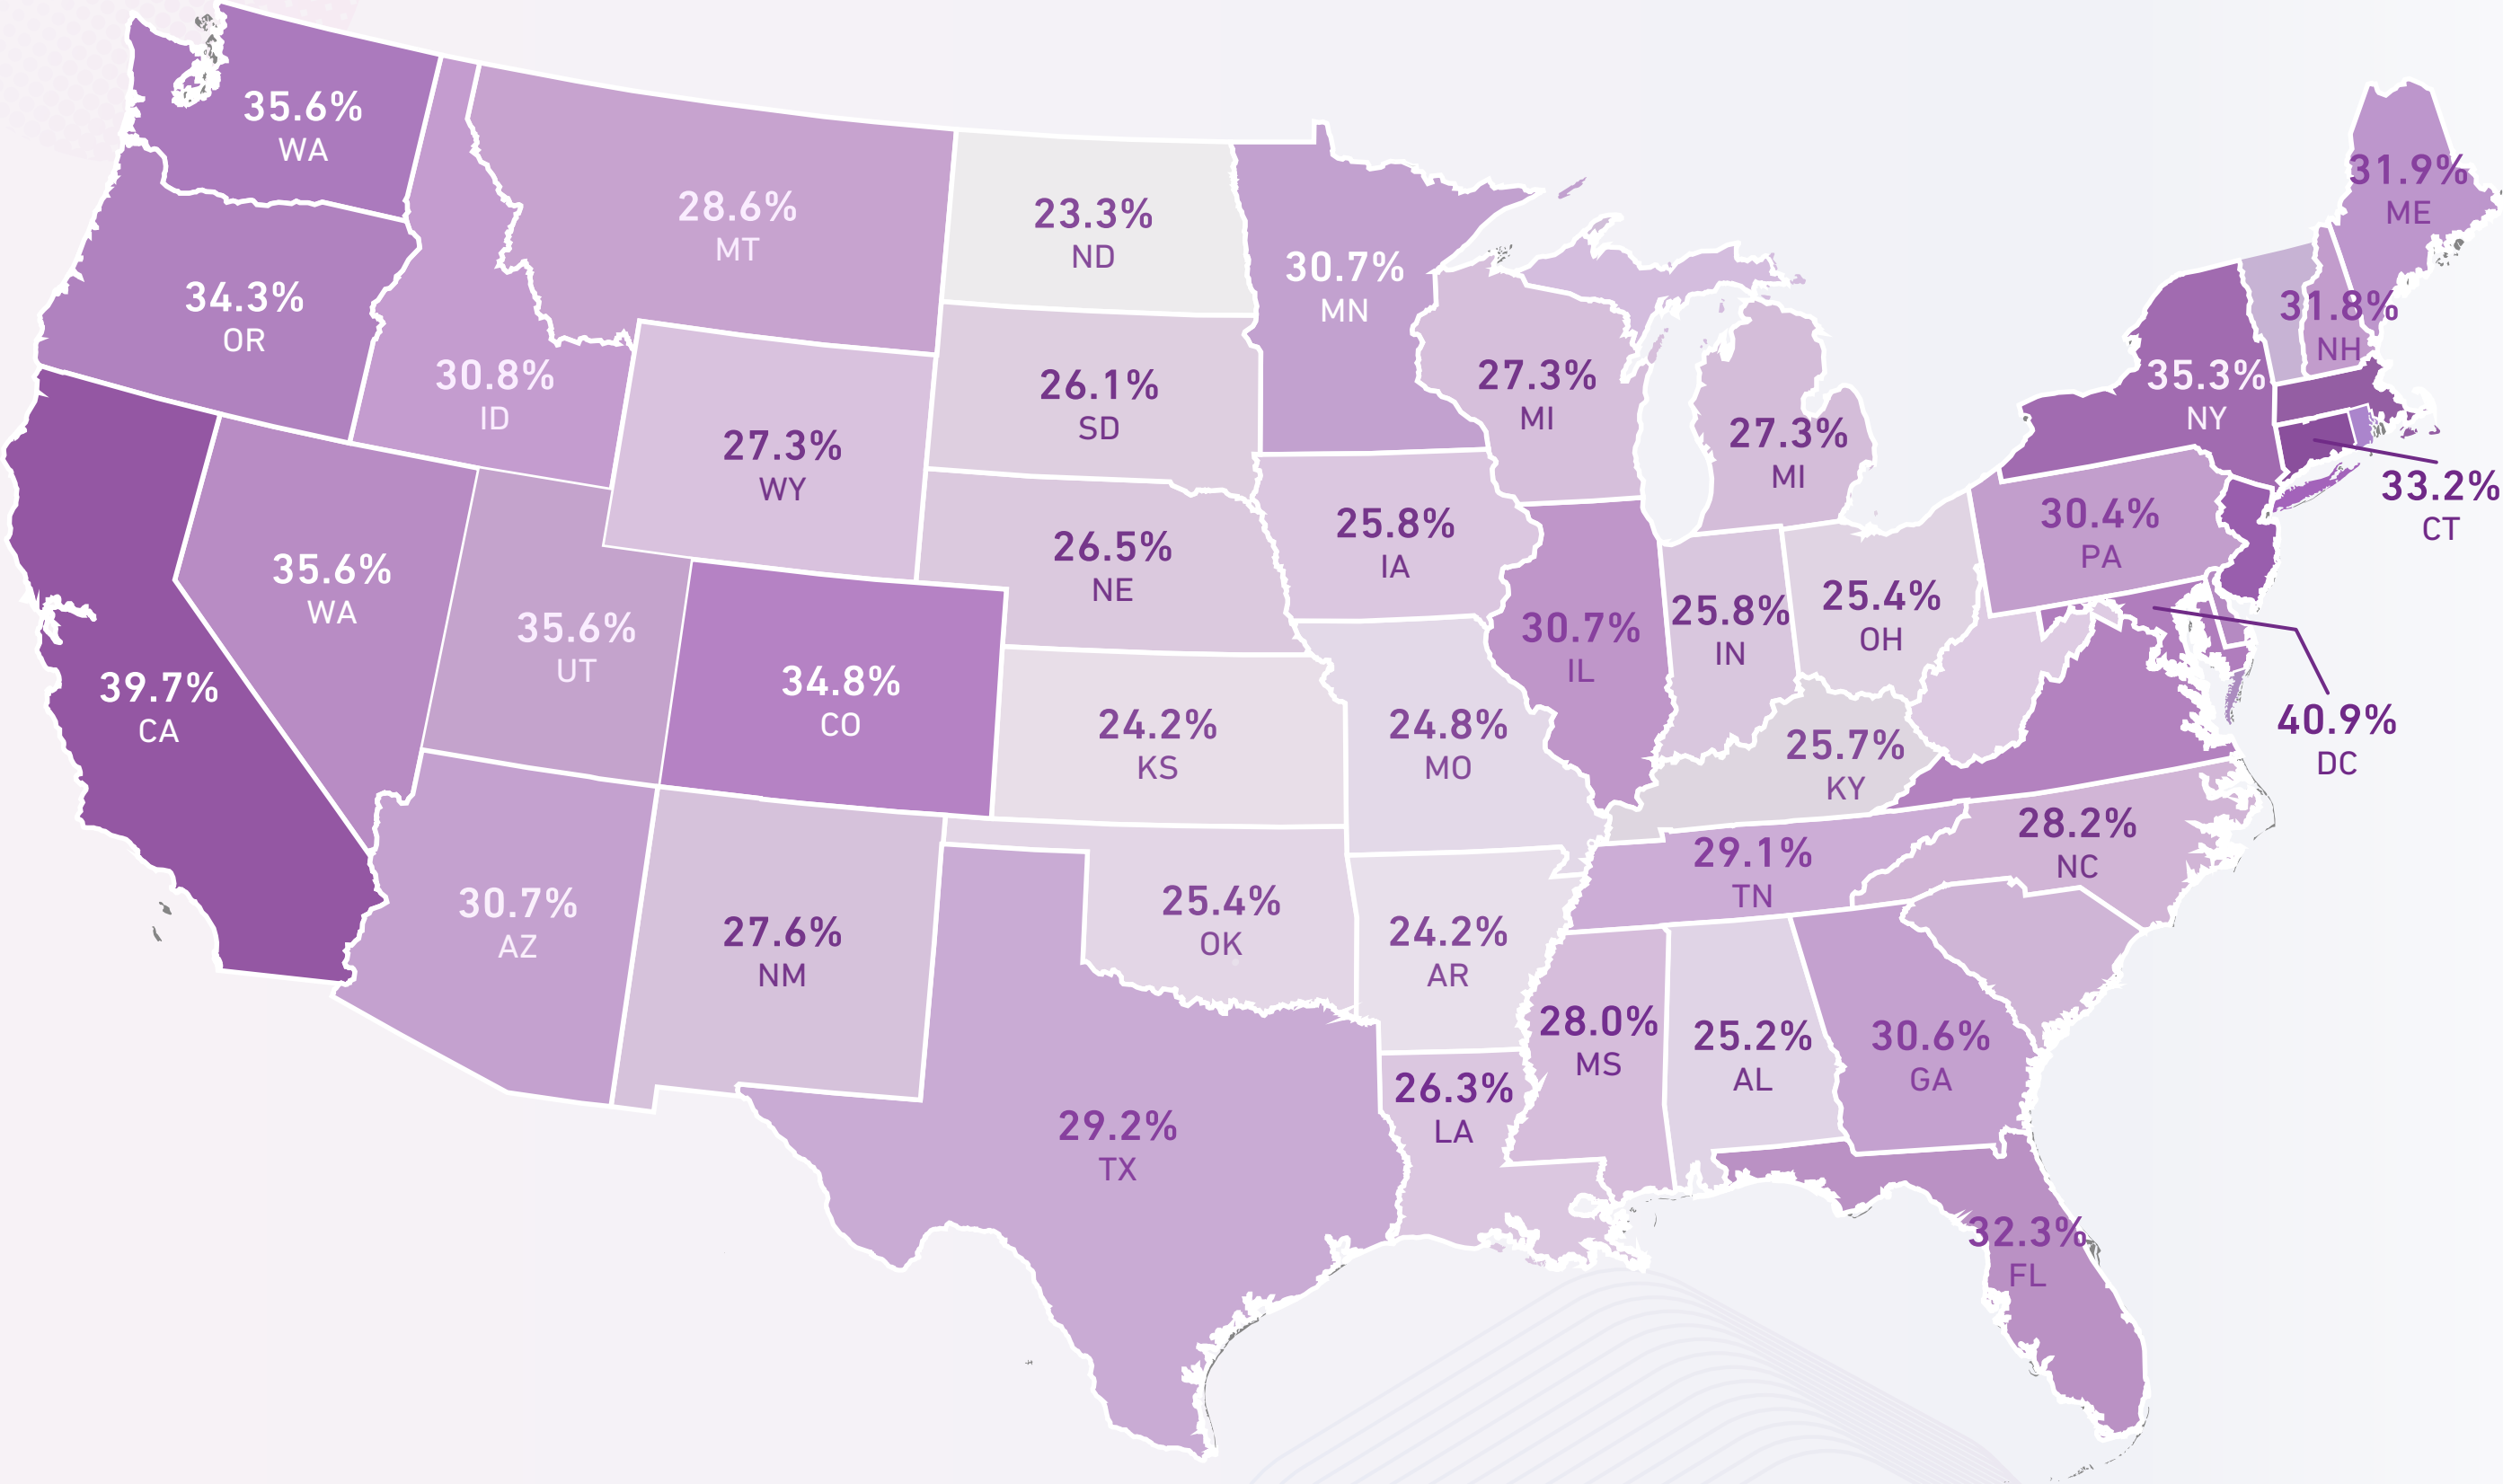 35.6%
WA
34.3%
OR
39.7%
CA
35.6%
WA
30.8%
ID
28.6%
MT
27.3%
WY
35.6%
UT
34.8%
CO
30.7%
AZ
27.6%
NM
23.3%
ND
26.1%
SD
26.5%
NE
24.2%
KS
25.4%
OK
29.2%
TX
30.7%
MN
25.8%
IA
24.8%
MO
24.2%
AR
26.3%
LA
27.3%
MI
30.7%
IL
27.3%
MI
25.8%
IN
25.4%
OH
25.7%
KY
29.1%
TN
28.0%
MS
25.2%
AL
30.6%
GA
32.3%
FL
28.2%
NC
30.4%
PA
35.3%
NY
31.9%
ME
31.8%
NH
33.2%
CT
40.9%
DC